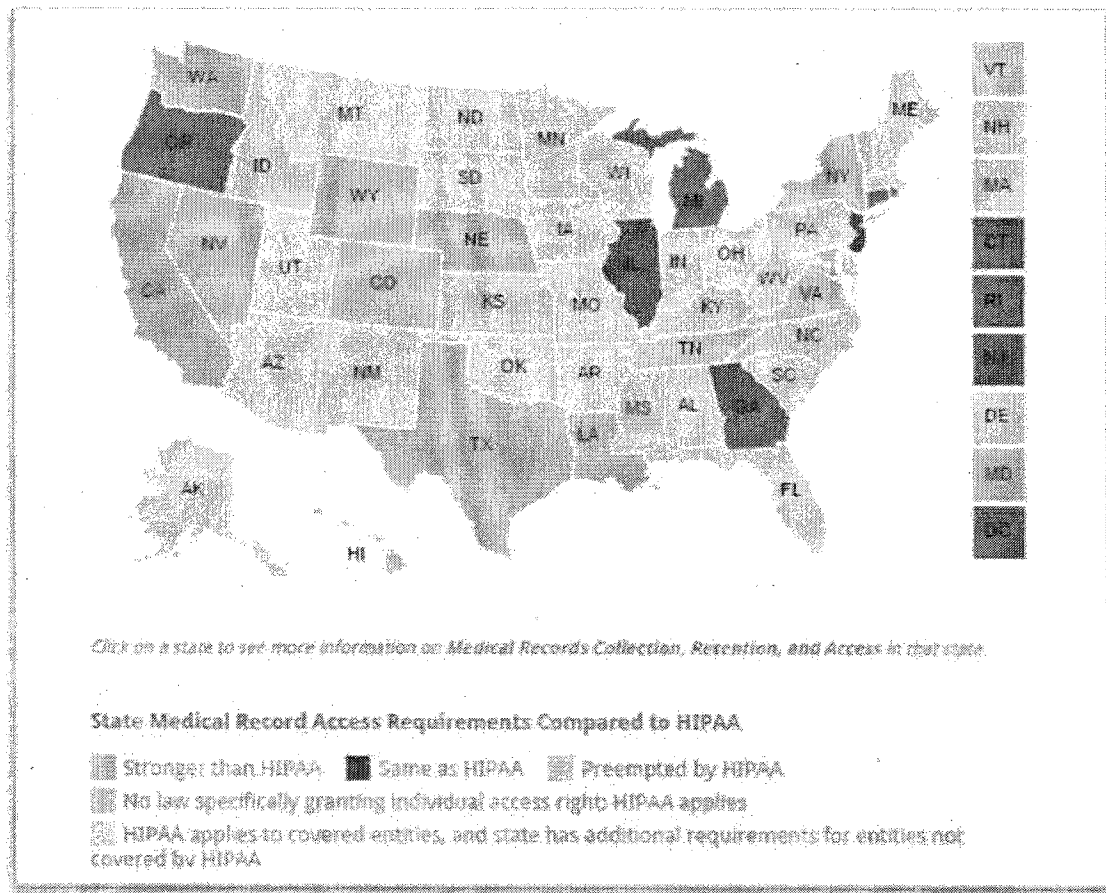 WA
MT
ND
MN
ME
VT
NH
MA
CT
RI
NJ
DE
MD
DC
OR
ID
WY
SD
WI
MI
NY
NV
UT
CO
NE
IA
IL
IN
OH
PA
WV
VA
CA
KS
MO
KY
NC
AZ
NM
OK
AR
TN
SC
TX
LA
MS
AL
GA
FL
AK
HI
Click on a state to see more information on Medical Records Collection, Retention, and Access in that state.
State Medical Record Access Requirements Compared to HIPAA
Stronger than HIPAA Same as HIPAA Preempted by HIPAA
No law specifically granting individual access right: HIPAA applies
HIPAA applies to covered entities, and state has additional requirements for entities not
covered by HIPAA